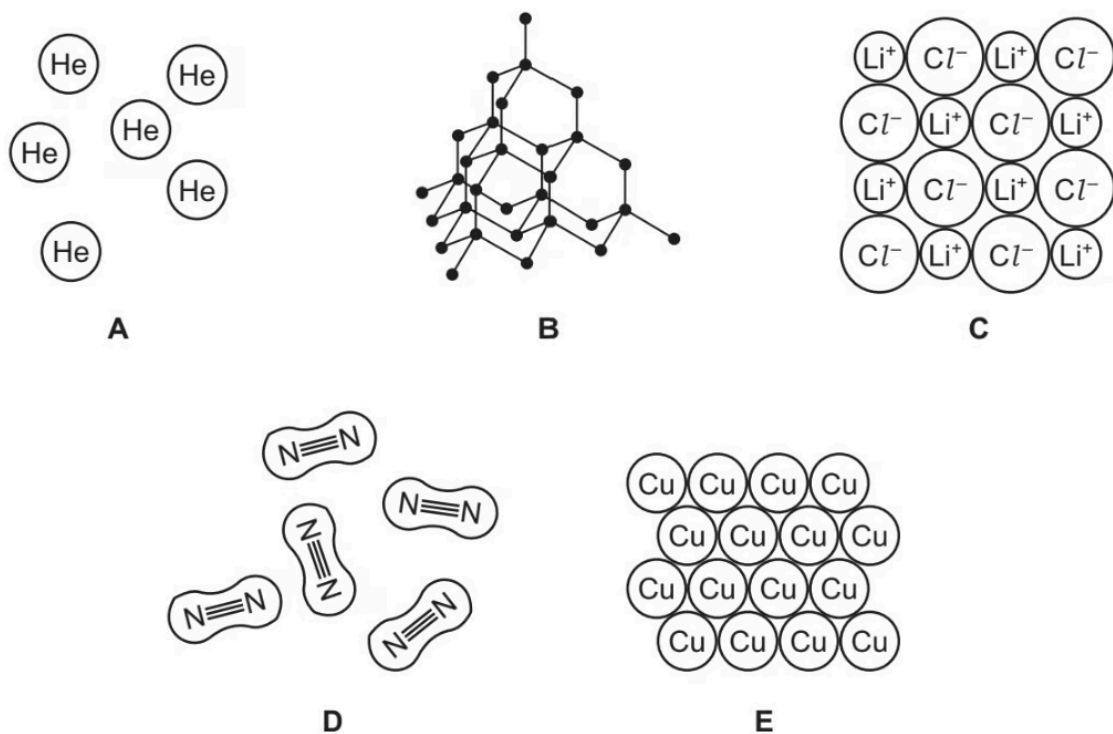 He He
He
He
He
He
A
B
Li⁺ Cl⁻ Li⁺ Cl⁻
Cl⁻ Li⁺ Cl⁻ Li⁺
Li⁺ Cl⁻ Li⁺ Cl⁻
Cl⁻ Li⁺ Cl⁻ Li⁺
C
N≡N
N≡N
N≡N
N≡N
N≡N
D
Cu Cu Cu Cu
Cu Cu Cu Cu
Cu Cu Cu Cu
Cu Cu Cu Cu
E